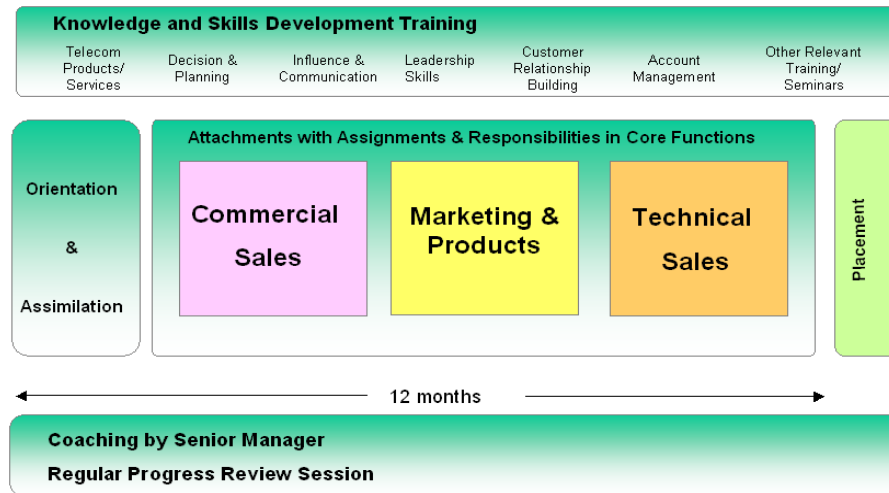 Knowledge and Skills Development Training
Telecom
Products/
Services
Decision &
Planning
Influence &
Communication
Leadership
Skills
Customer
Relationship
Building
Account
Management
Other Relevant
Training/
Seminars
Orientation
&
Assimilation
Attachments with Assignments & Responsibilities in Core Functions
Commercial
Sales
Marketing &
Products
Technical
Sales
Placement
12 months
Coaching by Senior Manager
Regular Progress Review Session